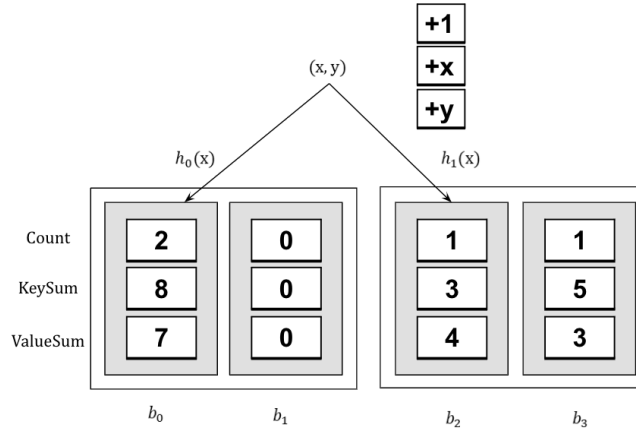 +1
(x, y)
+x
+y
h₀(x)
h₁(x)
Count 2 0 1 1
KeySum 8 0 3 5
ValueSum 7 0 4 3
b₀ b₁ b₂ b₃